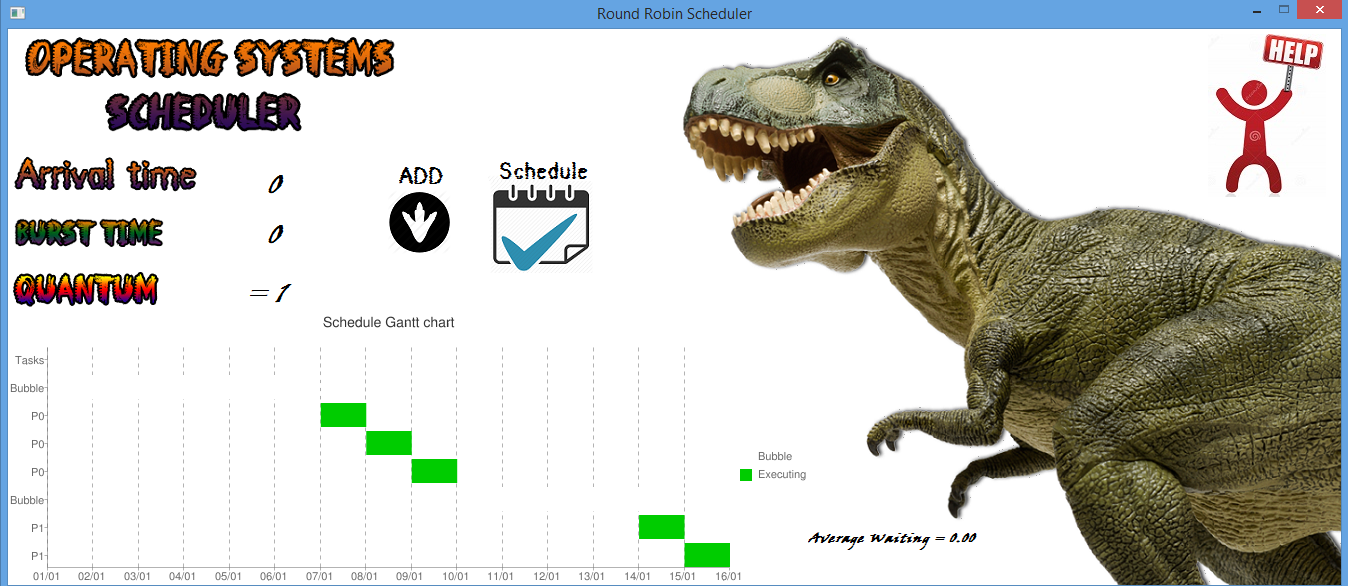 Round Robin Scheduler
OPERATING SYSTEMS
SCHEDULER
HELP
Arrival time
0
ADD
Schedule
BURST TIME
0
QUANTUM
= 1
Schedule Gantt chart
Tasks
Bubble
P0
P0
P0
Bubble
P1
P1
01/01 02/01 03/01 04/01 05/01 06/01 07/01 08/01 09/01 10/01 11/01 12/01 13/01 14/01 15/01 16/01
Bubble
Executing
Average Waiting = 0.00